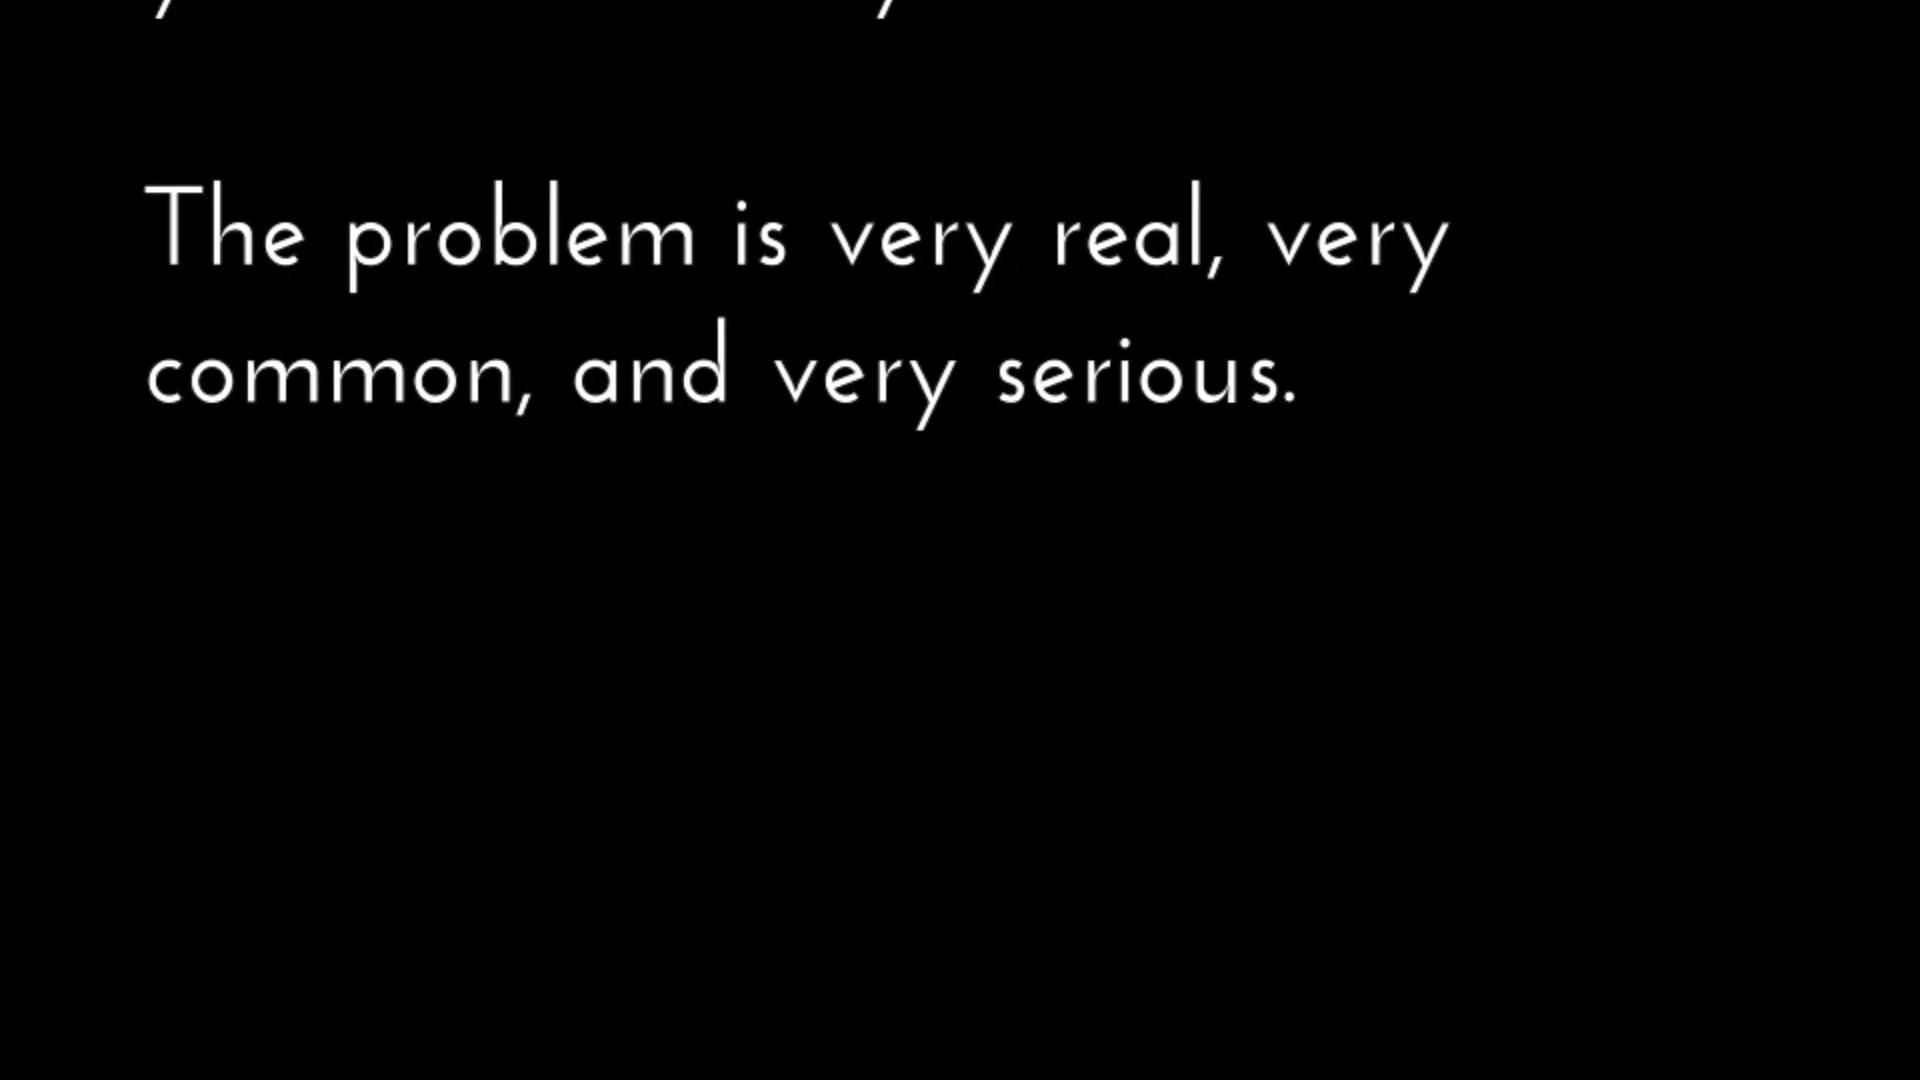 The problem is very real, very
common, and very serious.